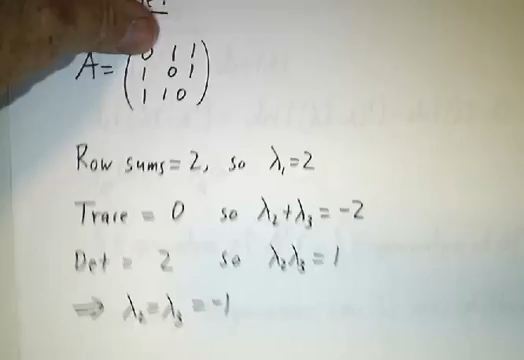 A = ( 0 1 1
1 0 1
1 1 0 )
Row sums = 2, so λ₁ = 2
Trace = 0 so λ₂ + λ₃ = -2
Det = 2 so λ₂λ₃ = 1
⇒ λ₂ = λ₃ = -1